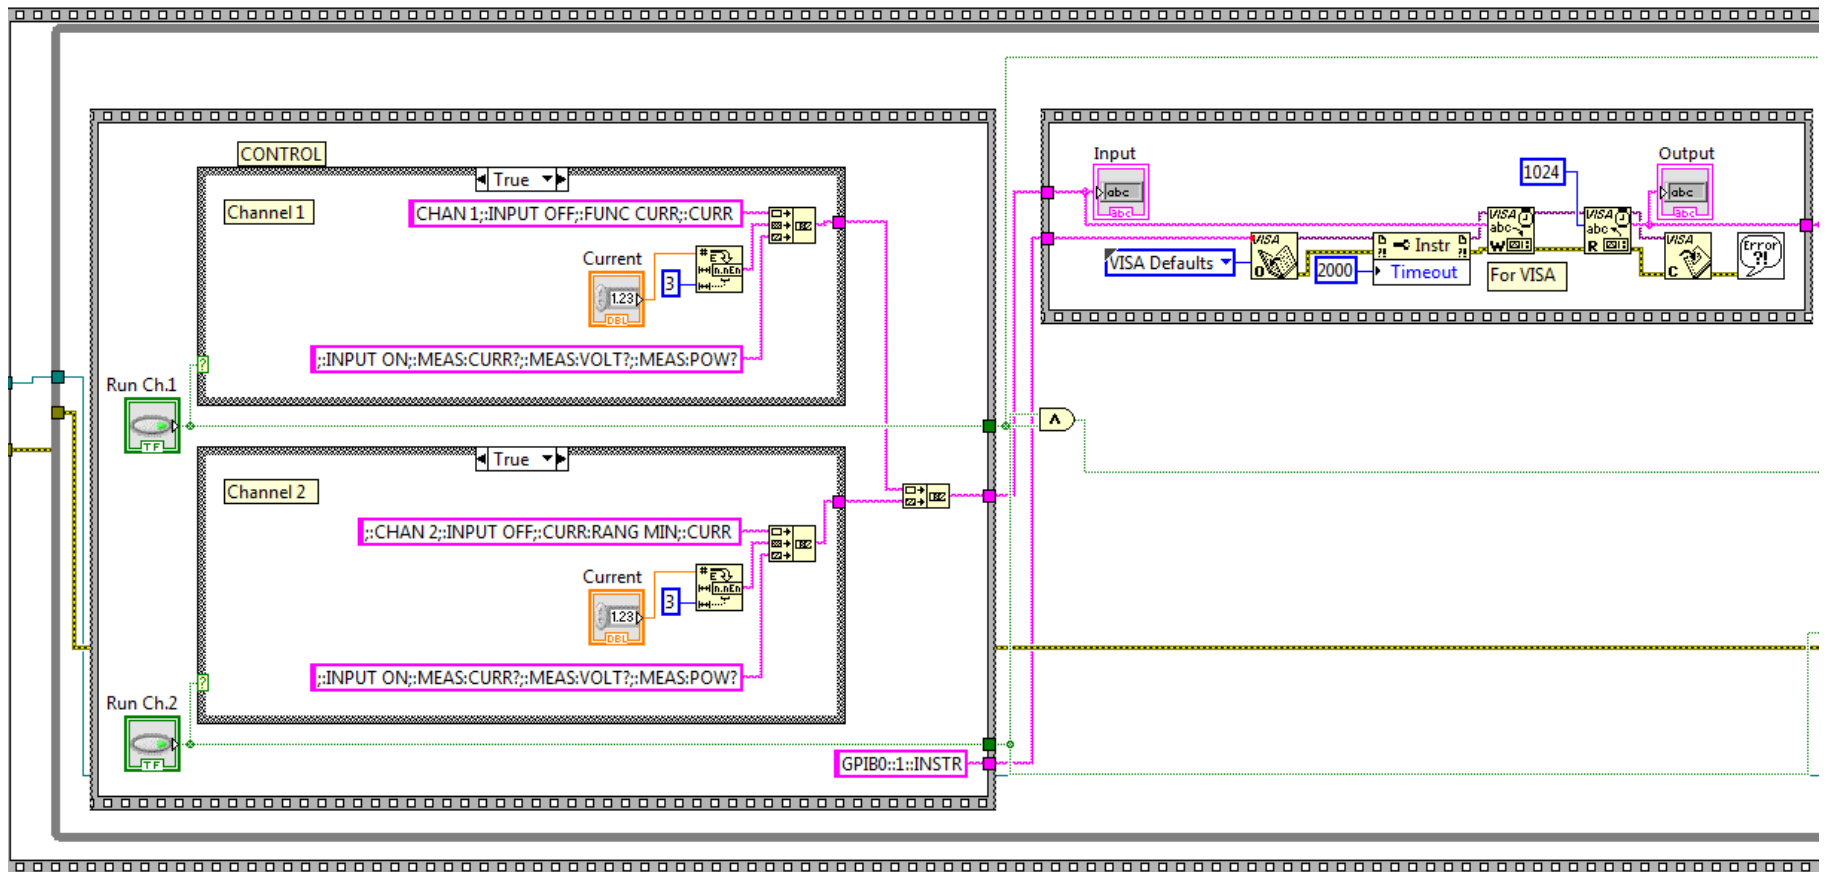 CONTROL
True
Channel 1
CHAN 1;:INPUT OFF;:FUNC CURR;:CURR
Current
1.23
DBL
3
;:INPUT ON;:MEAS:CURR?;:MEAS:VOLT?;:MEAS:POW?
?
Run Ch.1
TF
True
Channel 2
;:CHAN 2;:INPUT OFF;:CURR:RANG MIN;:CURR
Current
1.23
DBL
3
;:INPUT ON;:MEAS:CURR?;:MEAS:VOLT?;:MEAS:POW?
?
Run Ch.2
TF
GPIB0::1::INSTR
Input
abc
abc
VISA Defaults
VISA
O
2000
Instr
Timeout
VISA
abc
W
For VISA
1024
VISA
abc
R
Output
abc
abc
VISA
C
Error
?!